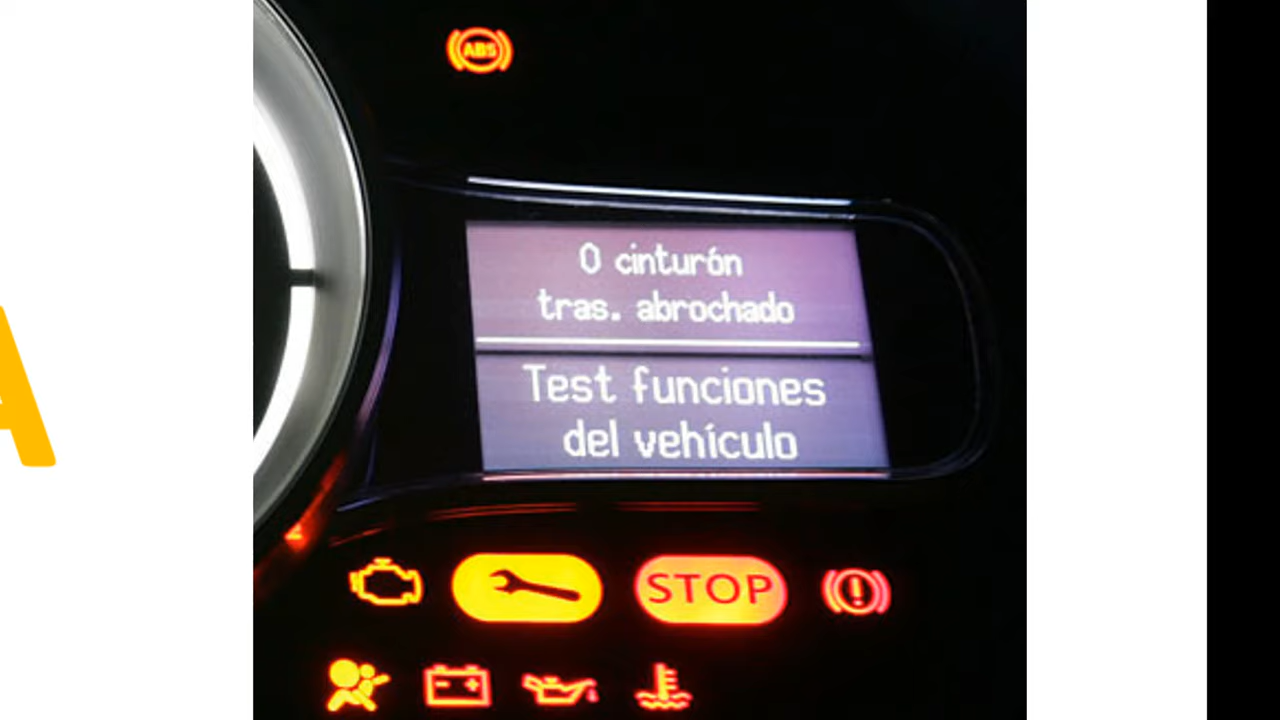 A
ABS
0 cinturón
tras. abrochado
Test funciones
del vehículo
STOP